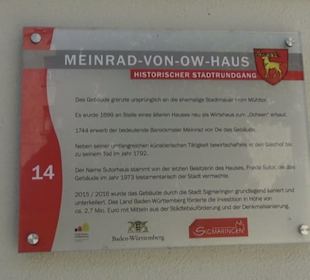 MEINRAD-VON-OW-HAUS
HISTORISCHER STADTRUNDGANG
Das Gebäude grenzte ursprünglich an die ehemalige Stadtmauer vorm Mühltor.
Es wurde 1699 an Stelle eines älteren Hauses neu als Wirtshaus zum „Ochsen" erbaut.
1744 erwarb der bedeutende Barockmaler Meinrad von Ow das Gebäude.
Neben seiner umfangreichen künstlerischen Tätigkeit bewirtschaftete er den Gasthof bis
zu seinem Tod im Jahr 1792.
14
Der Name Sutorhaus stammt von der letzten Besitzerin des Hauses, Frieda Sutor, die das
Gebäude im Jahr 1973 testamentarisch der Stadt vermachte.
2015 / 2016 wurde das Gebäude durch die Stadt Sigmaringen grundlegend saniert und
unterkellert. Das Land Baden-Württemberg förderte die Investition in Höhe von
ca. 2,7 Mio. Euro mit Mitteln aus der Städtebauförderung und der Denkmalsanierung.
Baden-Württemberg
SIGMARINGEN